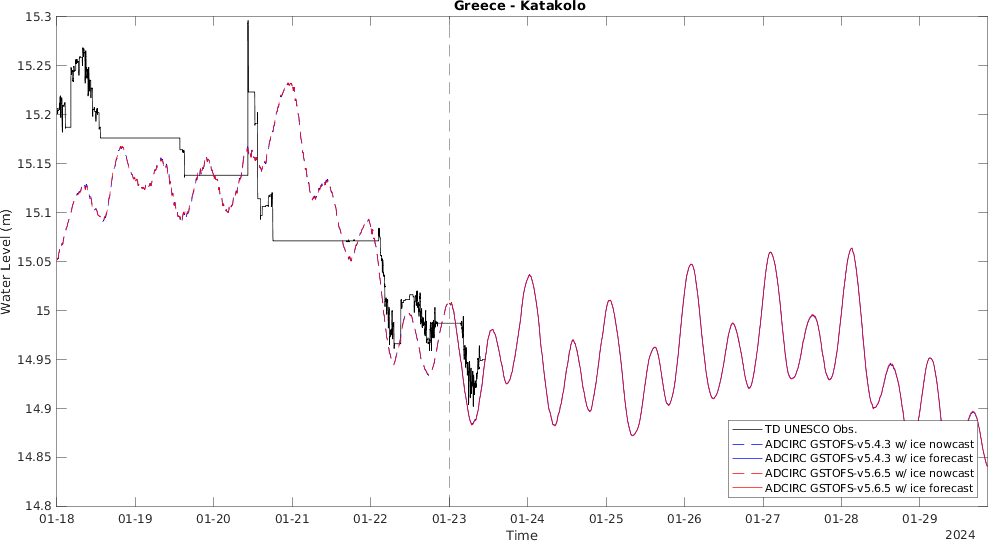 Greece - Katakolo
15.3
15.25
15.2
15.15
15.1
15.05
15
14.95
14.9
14.85
14.8
Water Level (m)
01-18 01-19 01-20 01-21 01-22 01-23 01-24 01-25 01-26 01-27 01-28 01-29
Time
2024
TD UNESCO Obs.
ADCIRC GSTOFS-v5.4.3 w/ ice nowcast
ADCIRC GSTOFS-v5.4.3 w/ ice forecast
ADCIRC GSTOFS-v5.6.5 w/ ice nowcast
ADCIRC GSTOFS-v5.6.5 w/ ice forecast